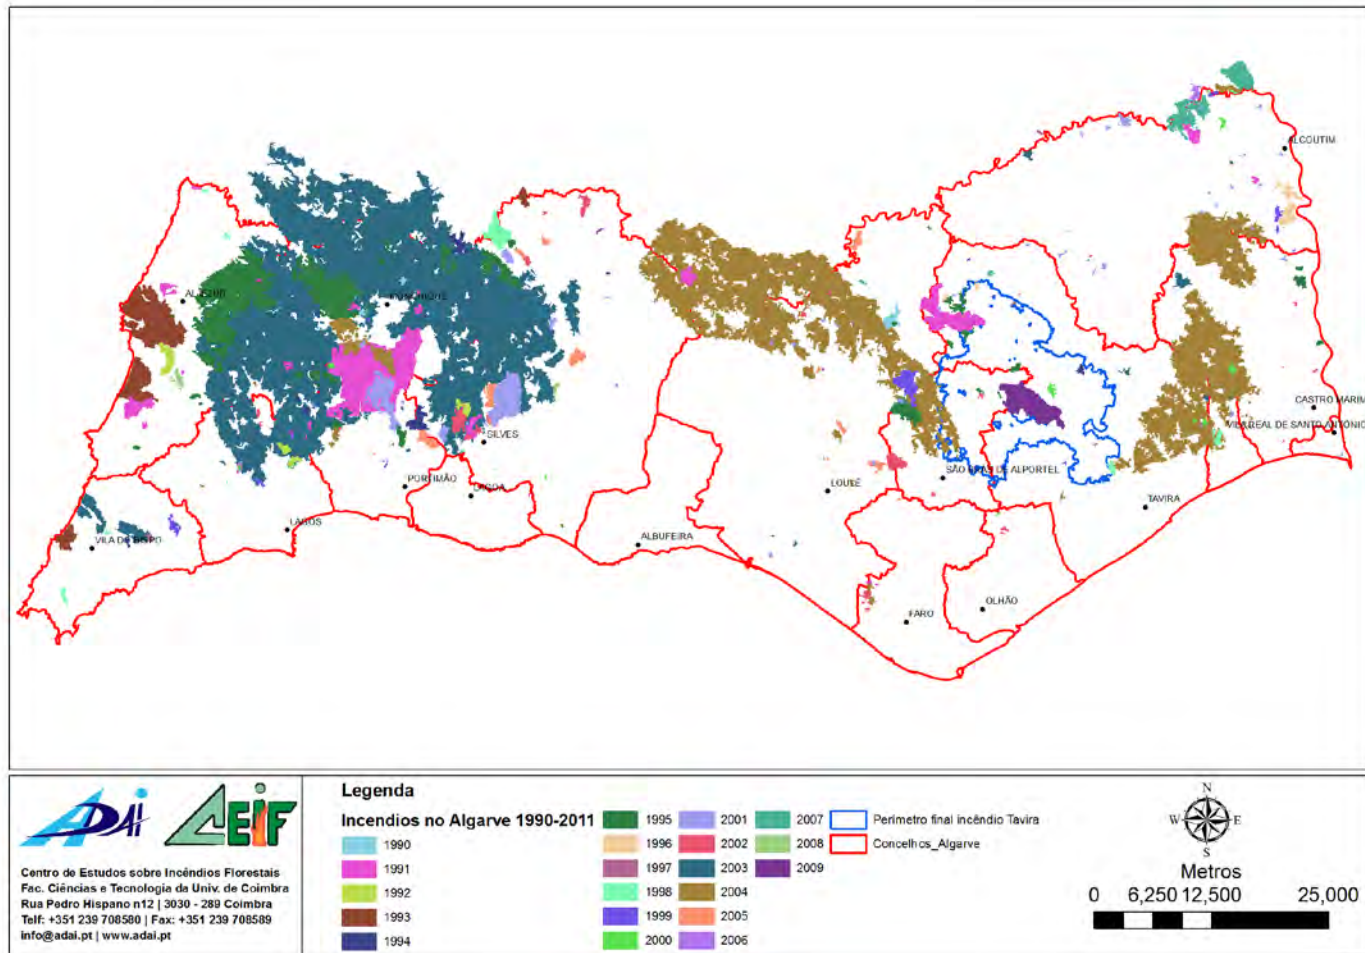 ALCOUTIM
ALJEZUR
MONCHIQUE
CASTRO MARIM
VILA REAL DE SANTO ANTÓNIO
SILVES
SÃO BRAS DE ALPORTEL
PORTIMÃO
LAGOA
LOULÉ
TAVIRA
LAGOS
VILA DO BISPO
ALBUFEIRA
OLHÃO
FARO
ADAI
CEIF
Centro de Estudos sobre Incêndios Florestais
Fac. Ciências e Tecnologia da Univ. de Coimbra
Rua Pedro Hispano n12 | 3030 - 289 Coimbra
Telf: +351 239 708580 | Fax: +351 239 708589
info@adai.pt | www.adai.pt
Legenda
Incendios no Algarve 1990-2011
1990
1991
1992
1993
1994
1995
1996
1997
1998
1999
2000
2001
2002
2003
2004
2005
2006
2007
2008
2009
Perimetro final incêndio Tavira
Concelhos_Algarve
N
W E
S
Metros
0 6,250 12,500 25,000